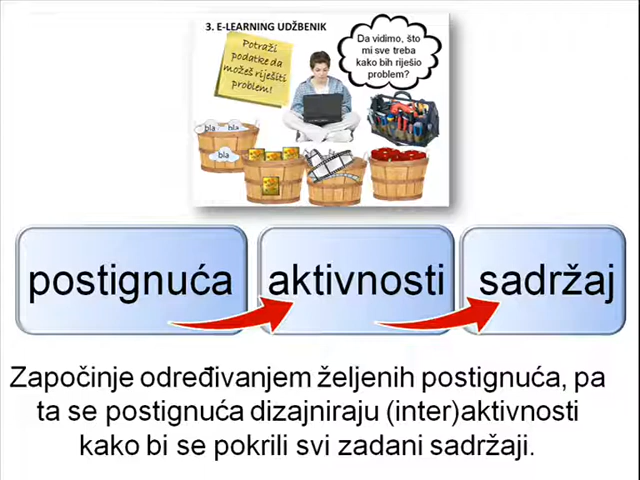 3. E-LEARNING UDŽBENIK
Potraži
podatke da
možeš riješiti
problem!
Da vidimo, što
mi sve treba
kako bih riješio
problem?
bla
bla
bla
postignuća
aktivnosti
sadržaj
Započinje određivanjem željenih postignuća, pa
ta se postignuća dizajniraju (inter)aktivnosti
kako bi se pokrili svi zadani sadržaji.